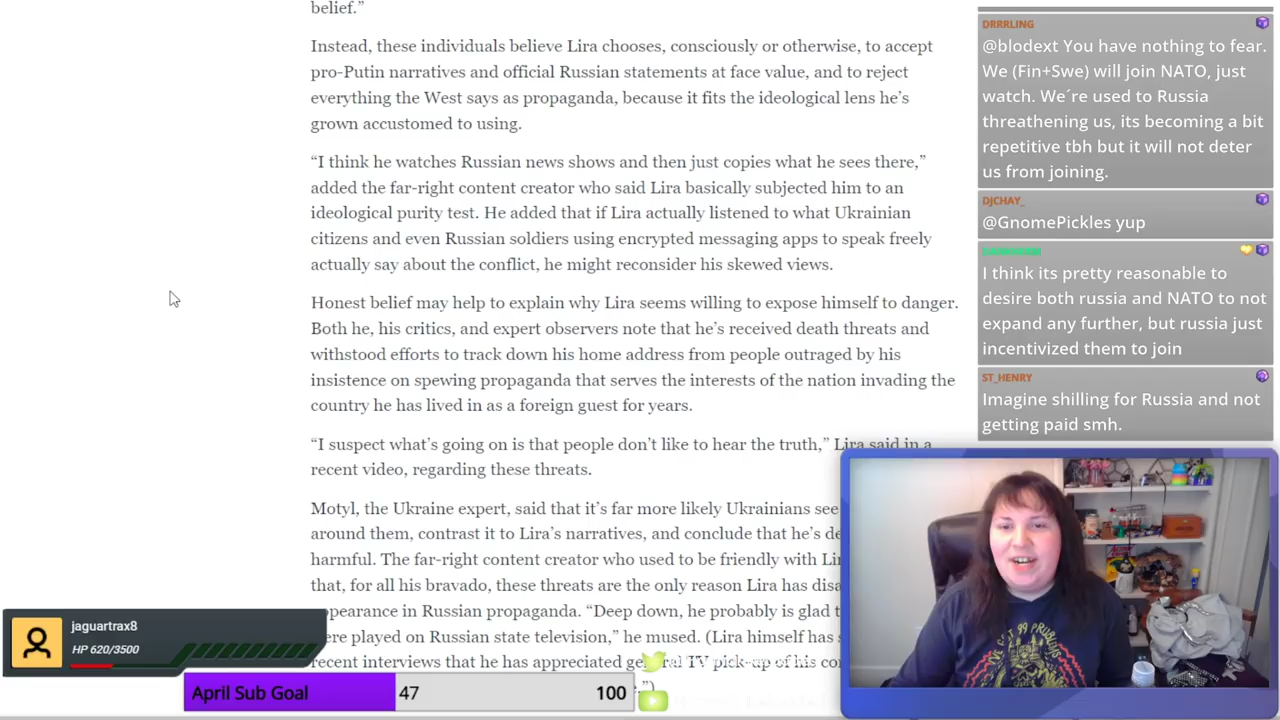 belief.”
Instead, these individuals believe Lira chooses, consciously or otherwise, to accept
pro-Putin narratives and official Russian statements at face value, and to reject
everything the West says as propaganda, because it fits the ideological lens he’s
grown accustomed to using.
“I think he watches Russian news shows and then just copies what he sees there,”
added the far-right content creator who said Lira basically subjected him to an
ideological purity test. He added that if Lira actually listened to what Ukrainian
citizens and even Russian soldiers using encrypted messaging apps to speak freely
actually say about the conflict, he might reconsider his skewed views.
Honest belief may help to explain why Lira seems willing to expose himself to danger.
Both he, his critics, and expert observers note that he’s received death threats and
withstood efforts to track down his home address from people outraged by his
insistence on spewing propaganda that serves the interests of the nation invading the
country he has lived in as a foreign guest for years.
“I suspect what’s going on is that people don’t like to hear the truth,” Lira said in a
recent video, regarding these threats.
Motyl, the Ukraine expert, said that it’s far more likely Ukrainians see
around them, contrast it to Lira’s narratives, and conclude that he’s de
harmful. The far-right content creator who used to be friendly with Lir
that, for all his bravado, these threats are the only reason Lira has disa
appearance in Russian propaganda. “Deep down, he probably is glad t
were played on Russian state television,” he mused. (Lira himself has s
recent interviews that he has appreciated TV pick-up of his
DRRRLING
@blodext You have nothing to fear.
We (Fin+Swe) will join NATO, just
watch. We´re used to Russia
threathening us, its becoming a bit
repetitive tbh but it will not deter
us from joining.
DJCHAY_
@GnomePickles yup
I think its pretty reasonable to
desire both russia and NATO to not
expand any further, but russia just
incentivized them to join
ST_HENRY
Imagine shilling for Russia and not
getting paid smh.
jaguartrax8
HP 620/3500
April Sub Goal 47 100